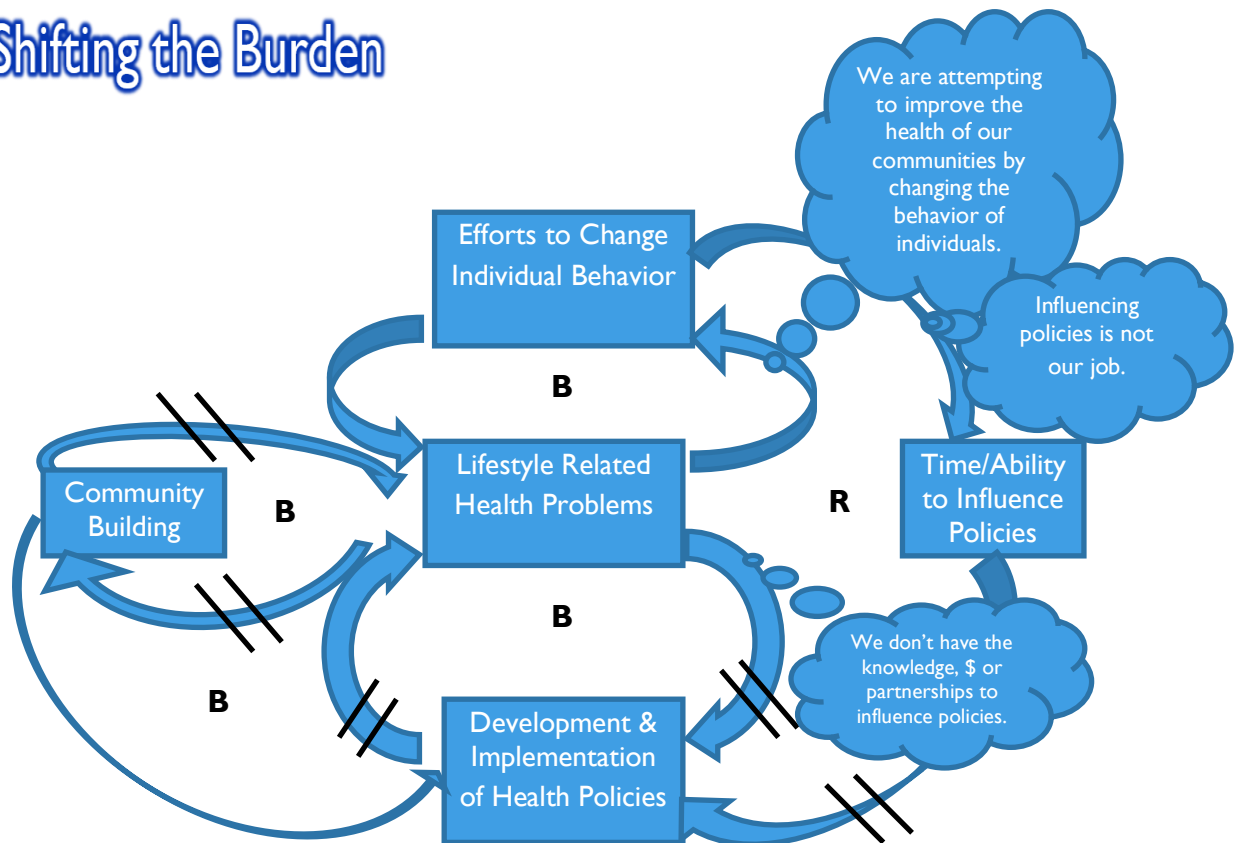 Shifting the Burden
We are attempting
to improve the
health of our
communities by
changing the
behavior of
individuals.
Efforts to Change
Individual Behavior
Influencing
policies is not
our job.
B
Lifestyle Related
Health Problems
Time/Ability
to Influence
Policies
R
Community
Building
B
B
We don’t have the
knowledge, $ or
partnerships to
influence policies.
B
Development &
Implementation
of Health Policies